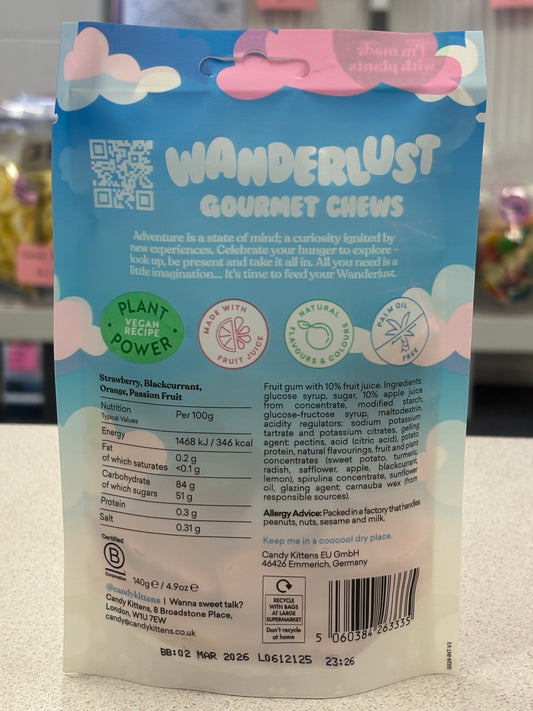 I'm made
with plants
WANDERLUST
GOURMET CHEWS
Adventure is a state of mind; a curiosity ignited by
new experiences. Celebrate your hunger to explore -
look up, be present and take it all in. All you need is a
little imagination... It's time to feed your Wanderlust.
PLANT
VEGAN
RECIPE
POWER
MADE WITH
FRUIT JUICE
NATURAL
FLAVOURS & COLOURS
PALM OIL
FREE
Strawberry, Blackcurrant,
Orange, Passion Fruit
Nutrition
Typical Values
Per 100g
Energy
1468 kJ / 346 kcal
Fat
0.2 g
of which saturates
<0.1 g
Carbohydrate
84 g
of which sugars
51 g
Protein
0.3 g
Salt
0.31 g
Fruit gum with 10% fruit juice. Ingredients:
glucose syrup, sugar, 10% apple juice
from concentrate, modified starch,
glucose-fructose syrup, maltodextrin,
acidity regulators: sodium potassium
tartrate and potassium citrates, gelling
agent: pectins, acid (citric acid), potato
protein, natural flavourings, fruit and plant
concentrates (sweet potato, turmeric,
radish, safflower, apple, blackcurrant,
lemon), spirulina concentrate, sunflower
oil, glazing agent: carnauba wax (from
responsible sources).
Allergy Advice: Packed in a factory that handles
peanuts, nuts, sesame and milk.
Keep me in a coooool dry place.
Candy Kittens EU GmbH
46426 Emmerich, Germany
Certified
B
Corporation
140g e / 4.9oz e
@candykittens | Wanna sweet talk?
Candy Kittens, 8 Broadstone Place,
London, W1U 7EW
candy@candykittens.co.uk
RECYCLE
WITH BAGS
AT LARGE
SUPERMARKET
Don't recycle
at home
5 060384 263335
BB:02 MAR 2026 L0612125 23:26